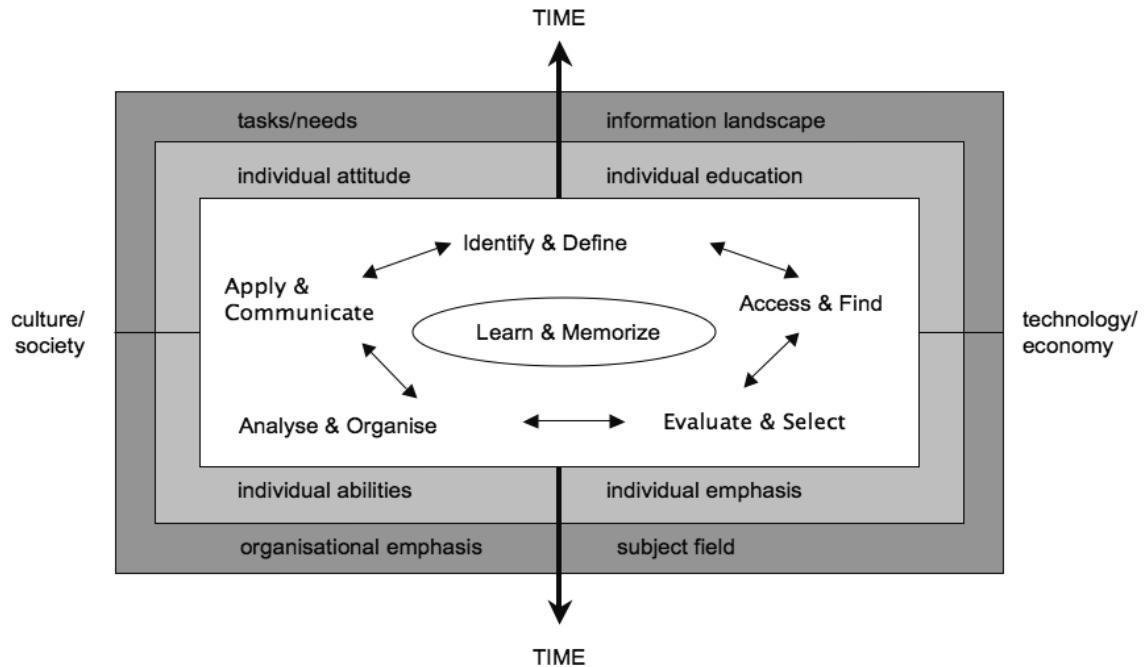 TIME
tasks/needs
information landscape
individual attitude
individual education
Identify & Define
Apply &
Communicate
Access & Find
Learn & Memorize
culture/
society
technology/
economy
Analyse & Organise
Evaluate & Select
individual abilities
individual emphasis
organisational emphasis
subject field
TIME